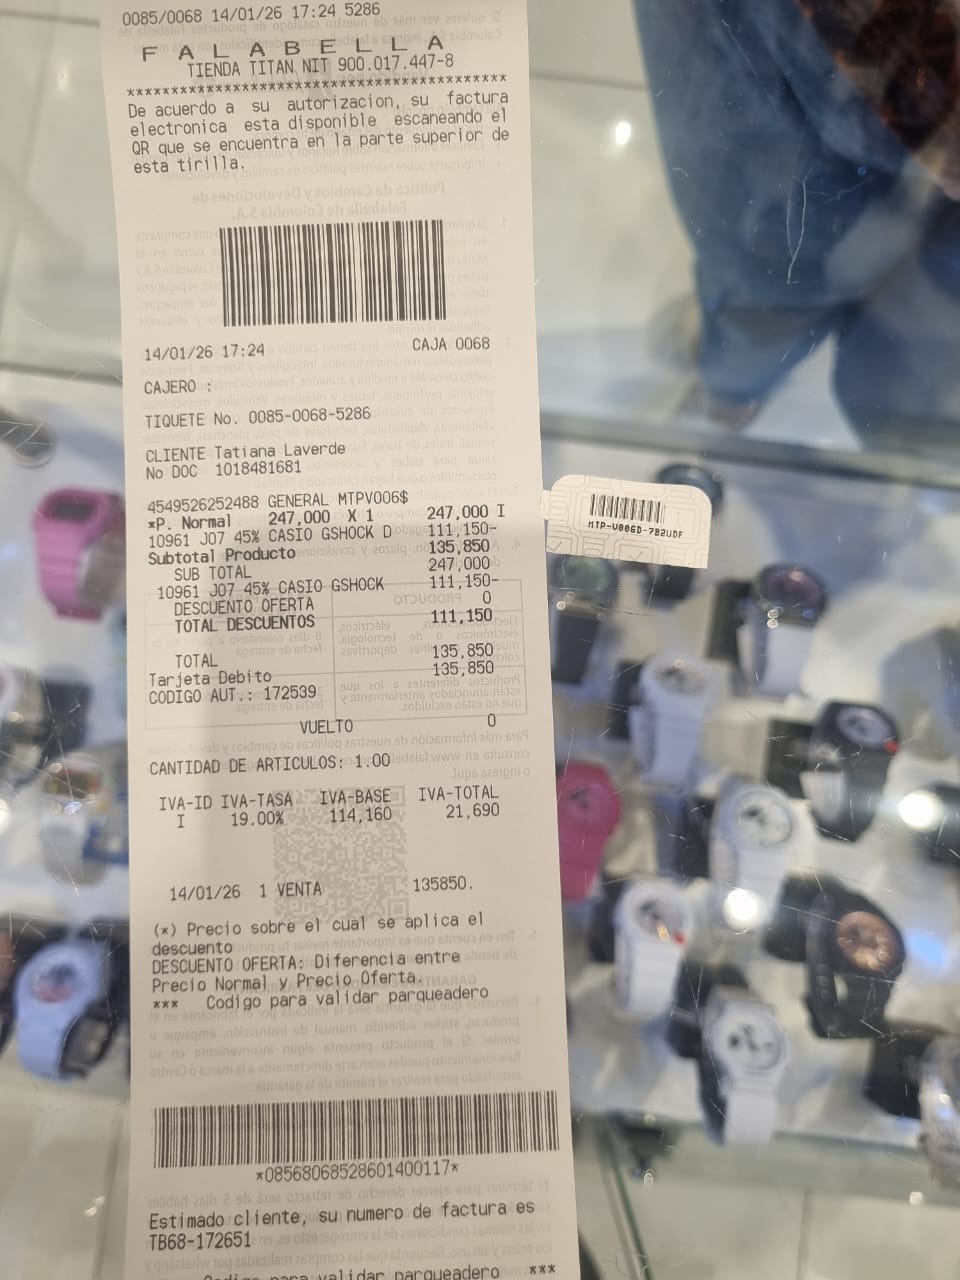 0085/0068 14/01/26 17:24 5286
F A L A B E L L A
TIENDA TITAN NIT 900.017.447-8
****************************************
De acuerdo a su autorizacion, su factura
electronica esta disponible escaneando el
QR que se encuentra en la parte superior de
esta tirilla.
14/01/26 17:24 CAJA 0068
CAJERO :
TIQUETE No. 0085-0068-5286
CLIENTE Tatiana Laverde
No DOC 1018481681
4549526252488 GENERAL MTPV006$
*P. Normal 247,000 X 1 247,000 I
10961 J07 45% CASIO GSHOCK D 111,150-
Subtotal Producto 135,850
SUB TOTAL 247,000
10961 J07 45% CASIO GSHOCK 111,150-
DESCUENTO OFERTA 0
TOTAL DESCUENTOS 111,150
TOTAL 135,850
Tarjeta Debito 135,850
CODIGO AUT.: 172539
VUELTO 0
CANTIDAD DE ARTICULOS: 1.00
IVA-ID IVA-TASA IVA-BASE IVA-TOTAL
I 19.00% 114,160 21,690
14/01/26 1 VENTA 135850.
(*) Precio sobre el cual se aplica el
descuento
DESCUENTO OFERTA: Diferencia entre
Precio Normal y Precio Oferta.
*** Codigo para validar parqueadero
*08568068528601400117*
Estimado cliente, su numero de factura es
TB68-172651
Codigo para validar parqueadero ***
MTP-V006D-7B2UDF